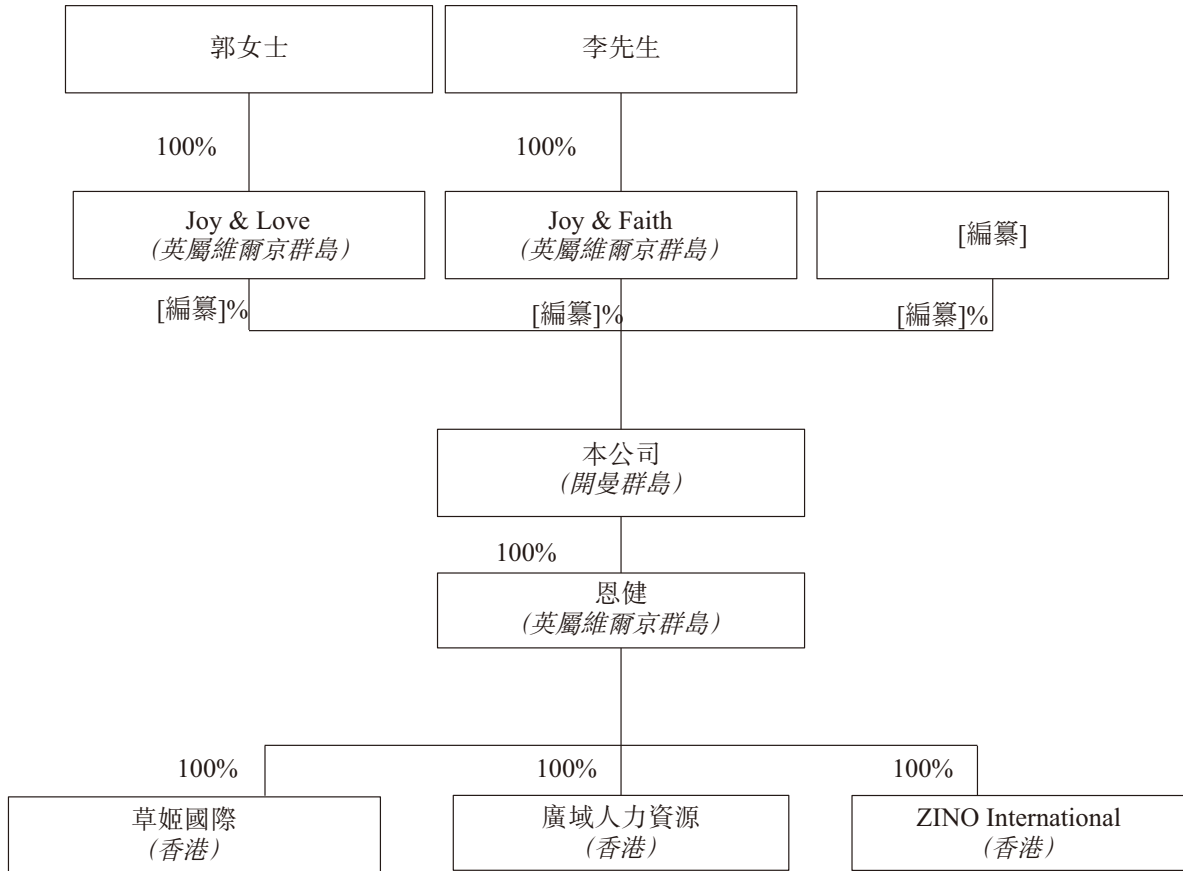 郭女士
李先生
100%
100%
Joy & Love
(英屬維爾京群島)
Joy & Faith
(英屬維爾京群島)
[編纂]
[編纂]%
[編纂]%
[編纂]%
本公司
(開曼群島)
100%
恩健
(英屬維爾京群島)
100%
100%
100%
草姬國際
(香港)
廣域人力資源
(香港)
ZINO International
(香港)